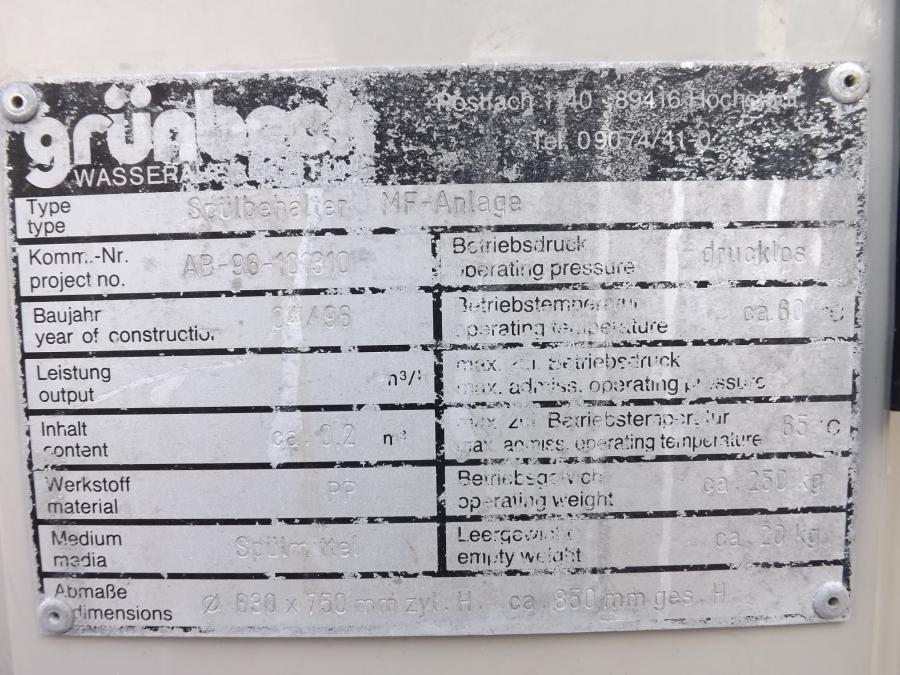 grünbeck
Postfach 1140 · 89416 Höchstädt
Tel. 09074/41-0
Type
type
Spülbehälter MF-Anlage
Komm.-Nr.
project no.
Betriebsdruck
operating pressure
drucklos
Baujahr
year of construction
04/96
Betriebstemperatur
operating temperature
ca.60 °C
Leistung
output
m³/h
max. zul. Betriebsdruck
max. admiss. operating pressure
Inhalt
content
ca. 0.2 m³
max. zul. Betriebstemperatur
max. admiss. operating temperature
65 °C
Werkstoff
material
PP
Betriebsgewicht
operating weight
ca. 250 kg
Medium
media
Spülmittel
Leergewicht
empty weight
ca. 20 kg
Abmaße
dimensions
Ø 630 x 750 mm zyl. H. ca. 850 mm ges. H